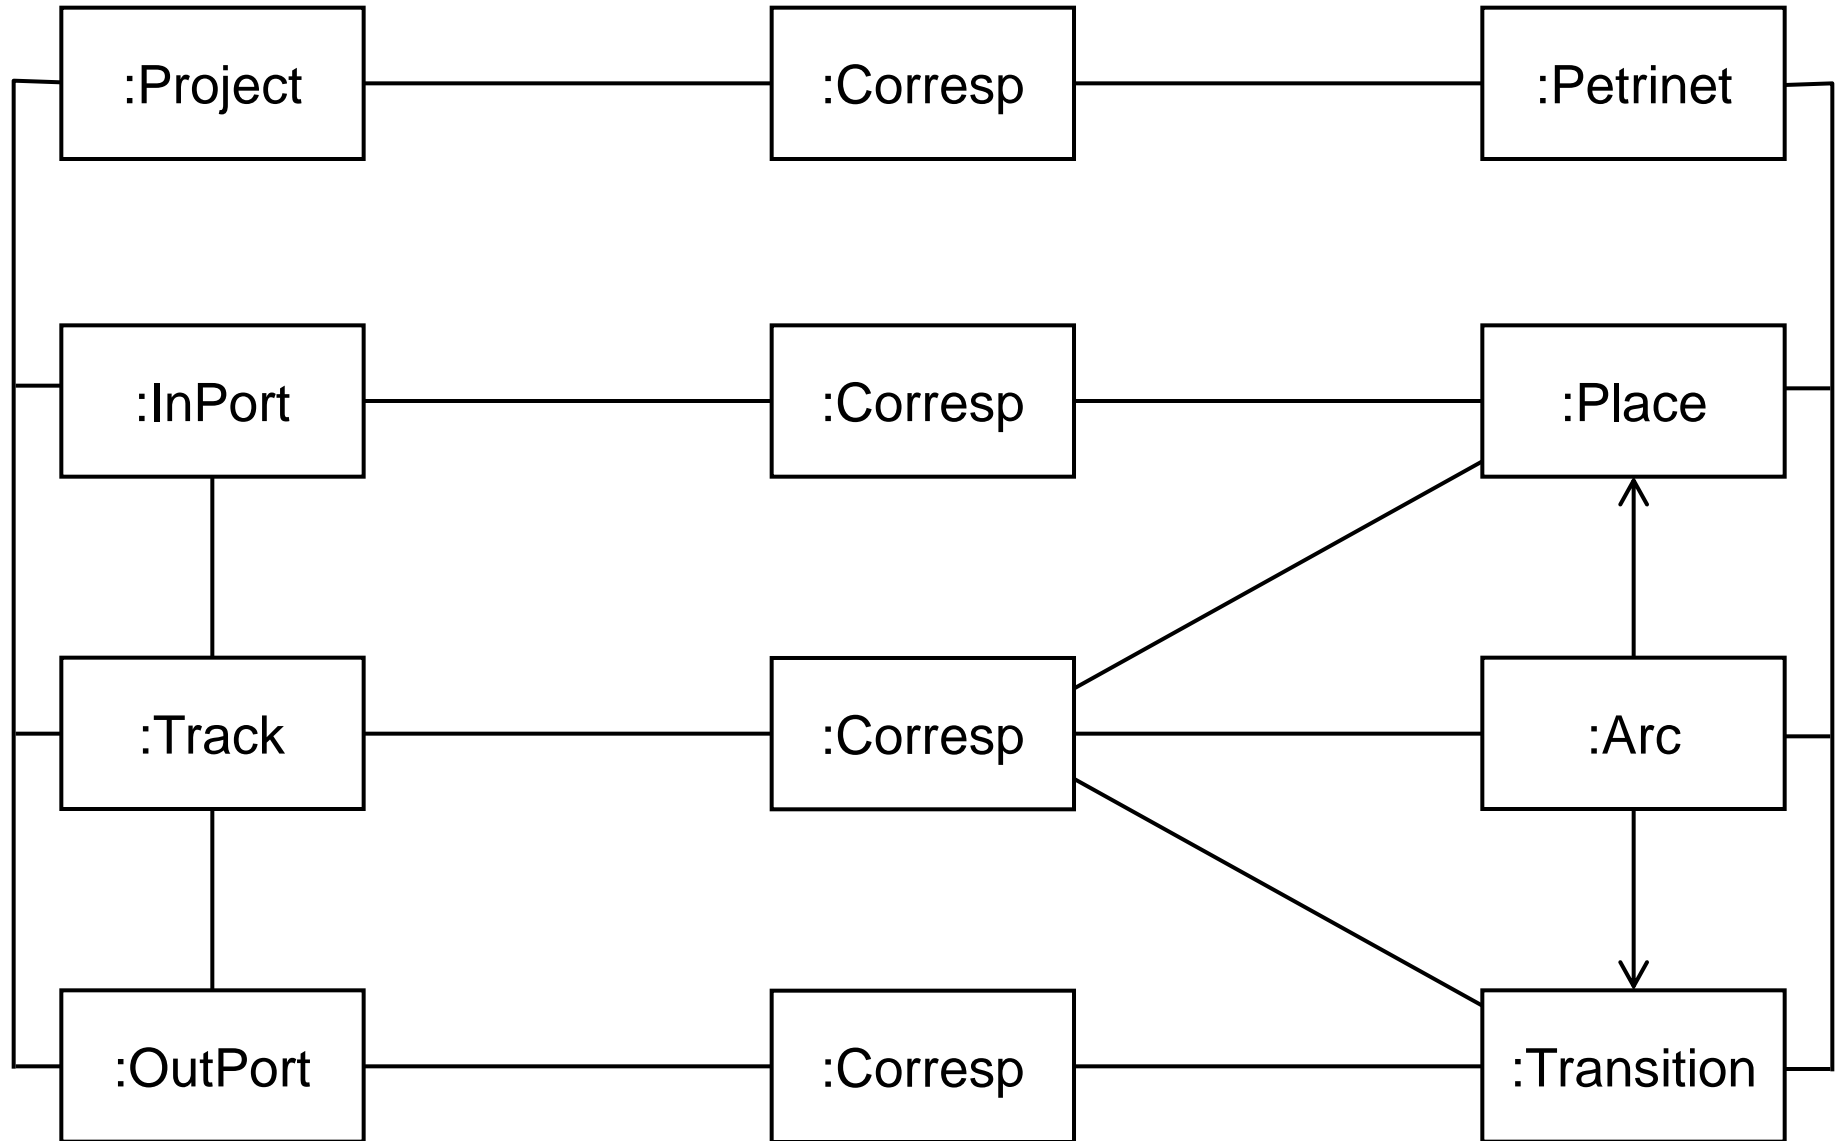 :Project
:Corresp
:Petrinet
:InPort
:Corresp
:Place
:Track
:Corresp
:Arc
:OutPort
:Corresp
:Transition